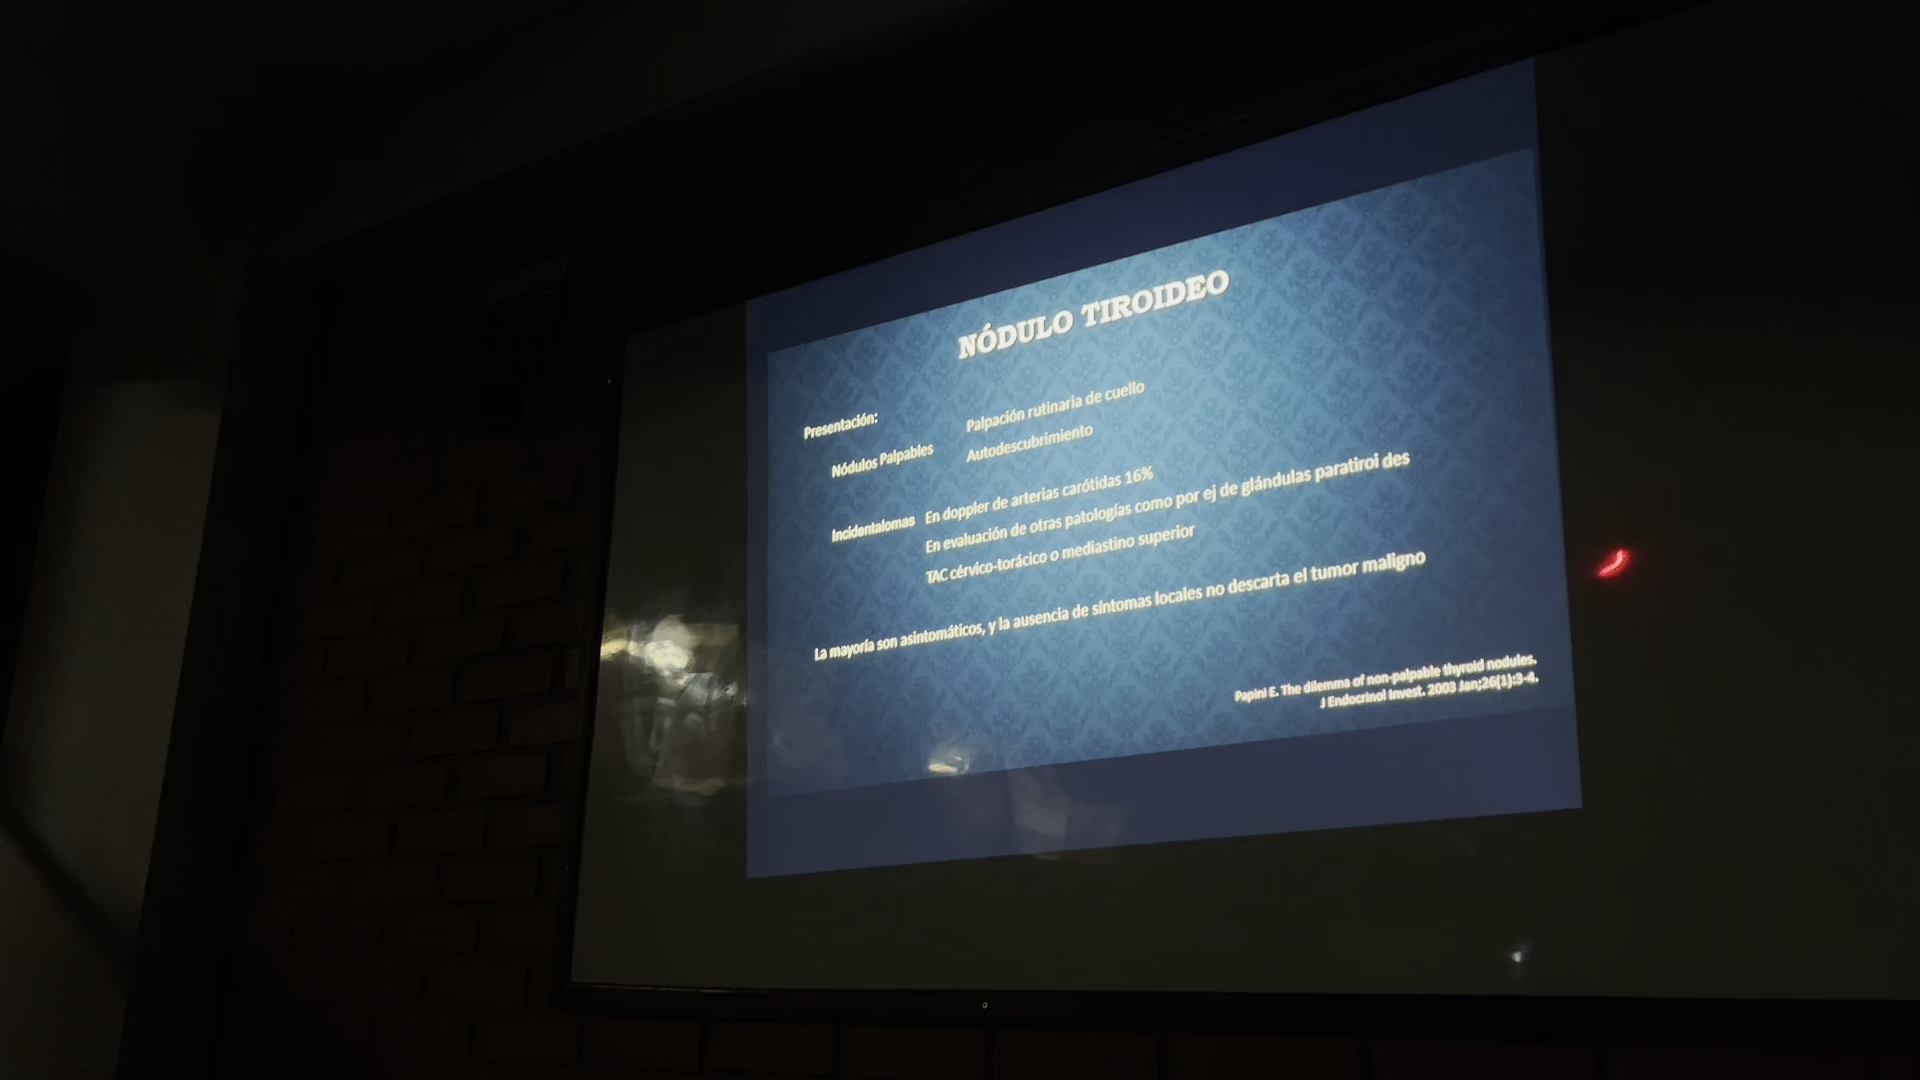 NÓDULO TIROIDEO
Presentación:
Palpación rutinaria de cuello
Nódulos Palpables
Autodescubrimiento
En doppler de arterias carótidas 16%
Incidentalomas
En evaluación de otras patologías como por ej de glándulas paratiroi des
TAC cérvico-torácico o mediastino superior
La mayoría son asintomáticos, y la ausencia de síntomas locales no descarta el tumor maligno
Papini E. The dilemma of non-palpable thyroid nodules.
J Endocrinol Invest. 2003 Jan;26(1):3-4.